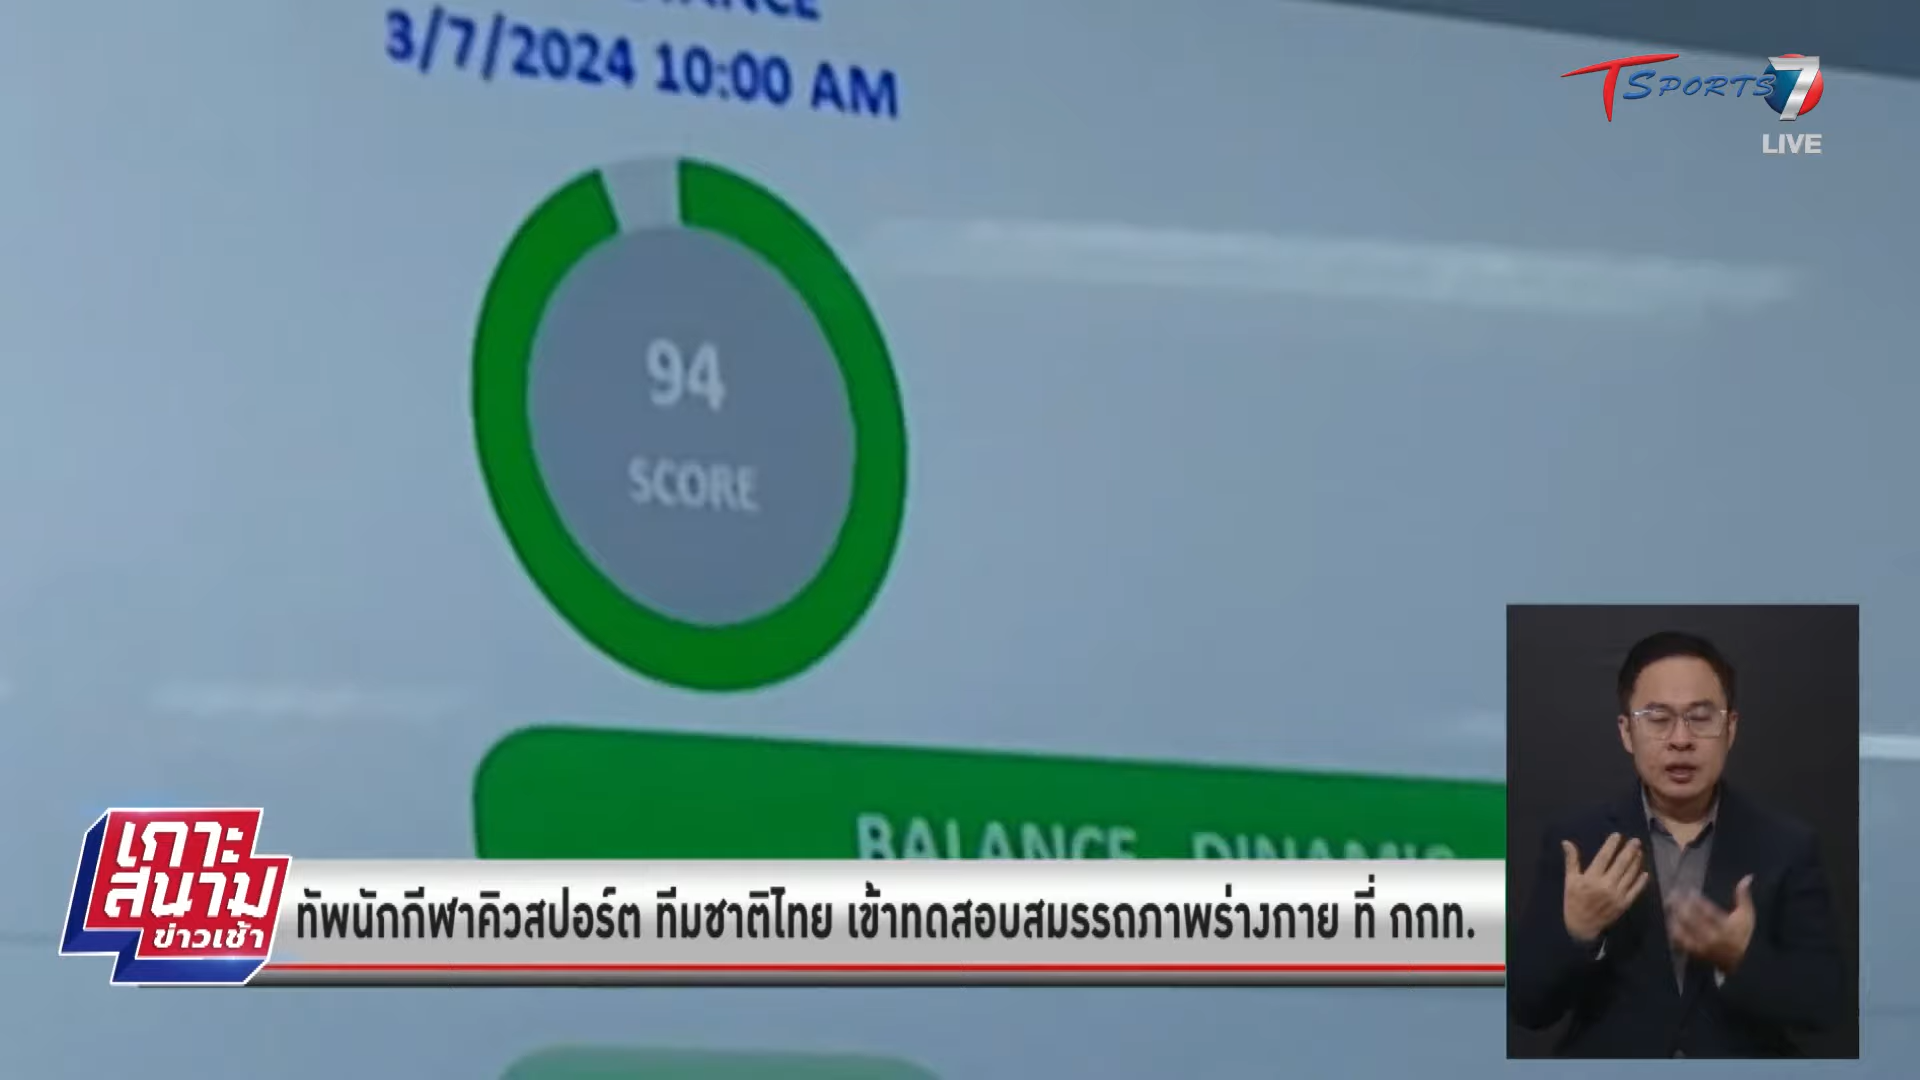 3/7/2024 10:00 AM
TSPORTS 7
LIVE
94
SCORE
BALANCE
เกาะ
สนาม
ข่าวเช้า
ทัพนักกีฬาคิวสปอร์ต ทีมชาติไทย เข้าทดสอบสมรรถภาพร่างกาย ที่ กกท.